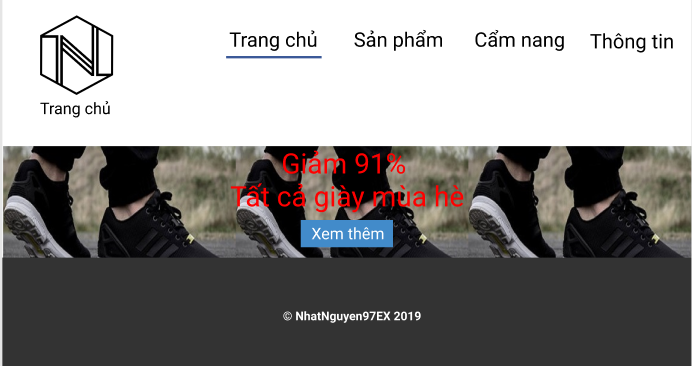 Trang chủ
Sản phẩm
Cẩm nang
Thông tin
N
Trang chủ
Giảm 91%
Tất cả giày mùa hè
Xem thêm
© NhatNguyen97EX 2019